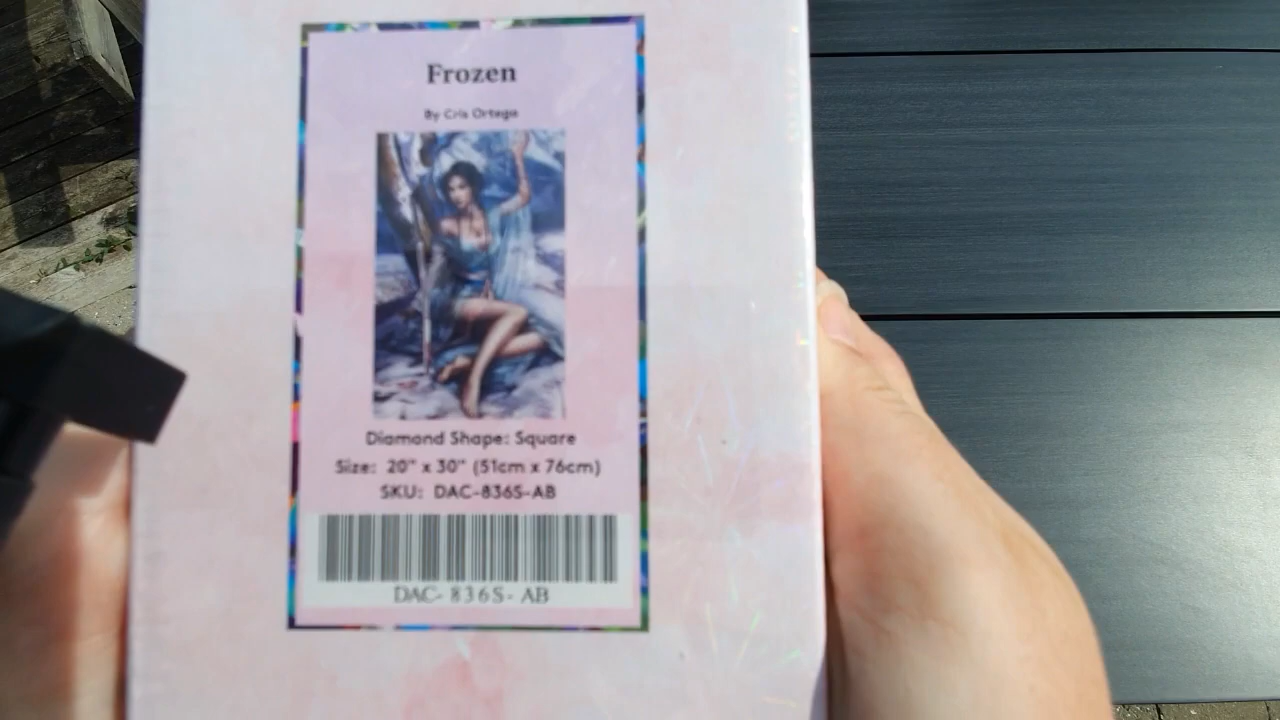 Frozen
By Cris Ortega
Diamond Shape: Square
Size: 20" x 30" (51cm x 76cm)
SKU: DAC-836S-AB
DAC- 836S- AB